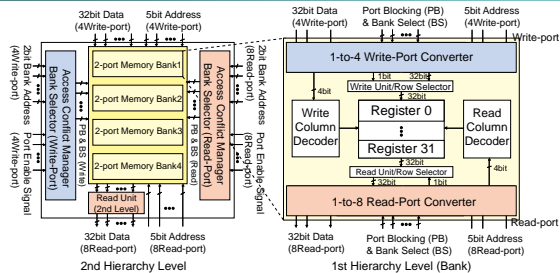 32bit Data
(4Write-port)
5bit Address
(4Write-port)
2bit Bank Address
(4Write-port)
Port Enable Signal
(4Write-port)
Access Conflict Manager
Bank Selector (Write-Port)
2-port Memory Bank1
2-port Memory Bank2
2-port Memory Bank3
2-port Memory Bank4
PB & BS (Write)
PB & BS (Read)
Access Conflict Manager
Bank Selector (Read-Port)
2bit Bank Address
(8Read-port)
Port Enable Signal
(8Read-port)
Read Unit
(2nd Level)
32bit Data
(8Read-port)
5bit Address
(8Read-port)
2nd Hierarchy Level
32bit Data
(4Write-port)
Port Blocking (PB)
& Bank Select (BS)
5bit Address
(4Write-port)
Write-port
1-to-4 Write-Port Converter
1bit
32bit
4bit
Write Unit/Row Selector
32bit
Write
Column
Decoder
Register 0
Register 31
Read
Column
Decoder
32bit
Read Unit/Row Selector
32bit
1bit
4bit
1-to-8 Read-Port Converter
Read-port
32bit Data
(8Read-port)
Port Blocking (PB)
& Bank Select (BS)
5bit Address
(8Read-port)
1st Hierarchy Level (Bank)